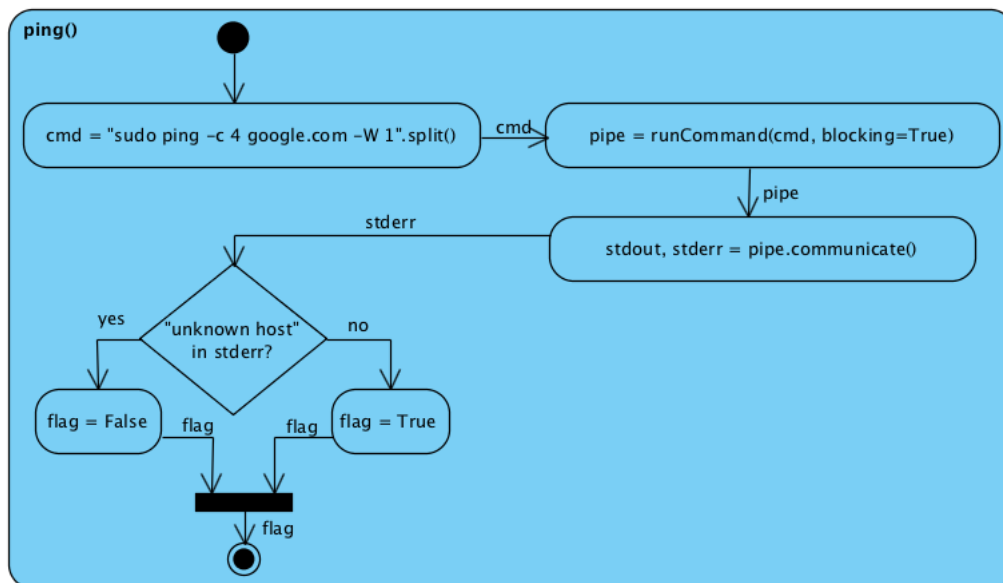 ping()
cmd = "sudo ping -c 4 google.com -W 1".split()
cmd
pipe = runCommand(cmd, blocking=True)
pipe
stdout, stderr = pipe.communicate()
stderr
"unknown host"
in stderr?
yes
no
flag = False
flag = True
flag
flag
flag